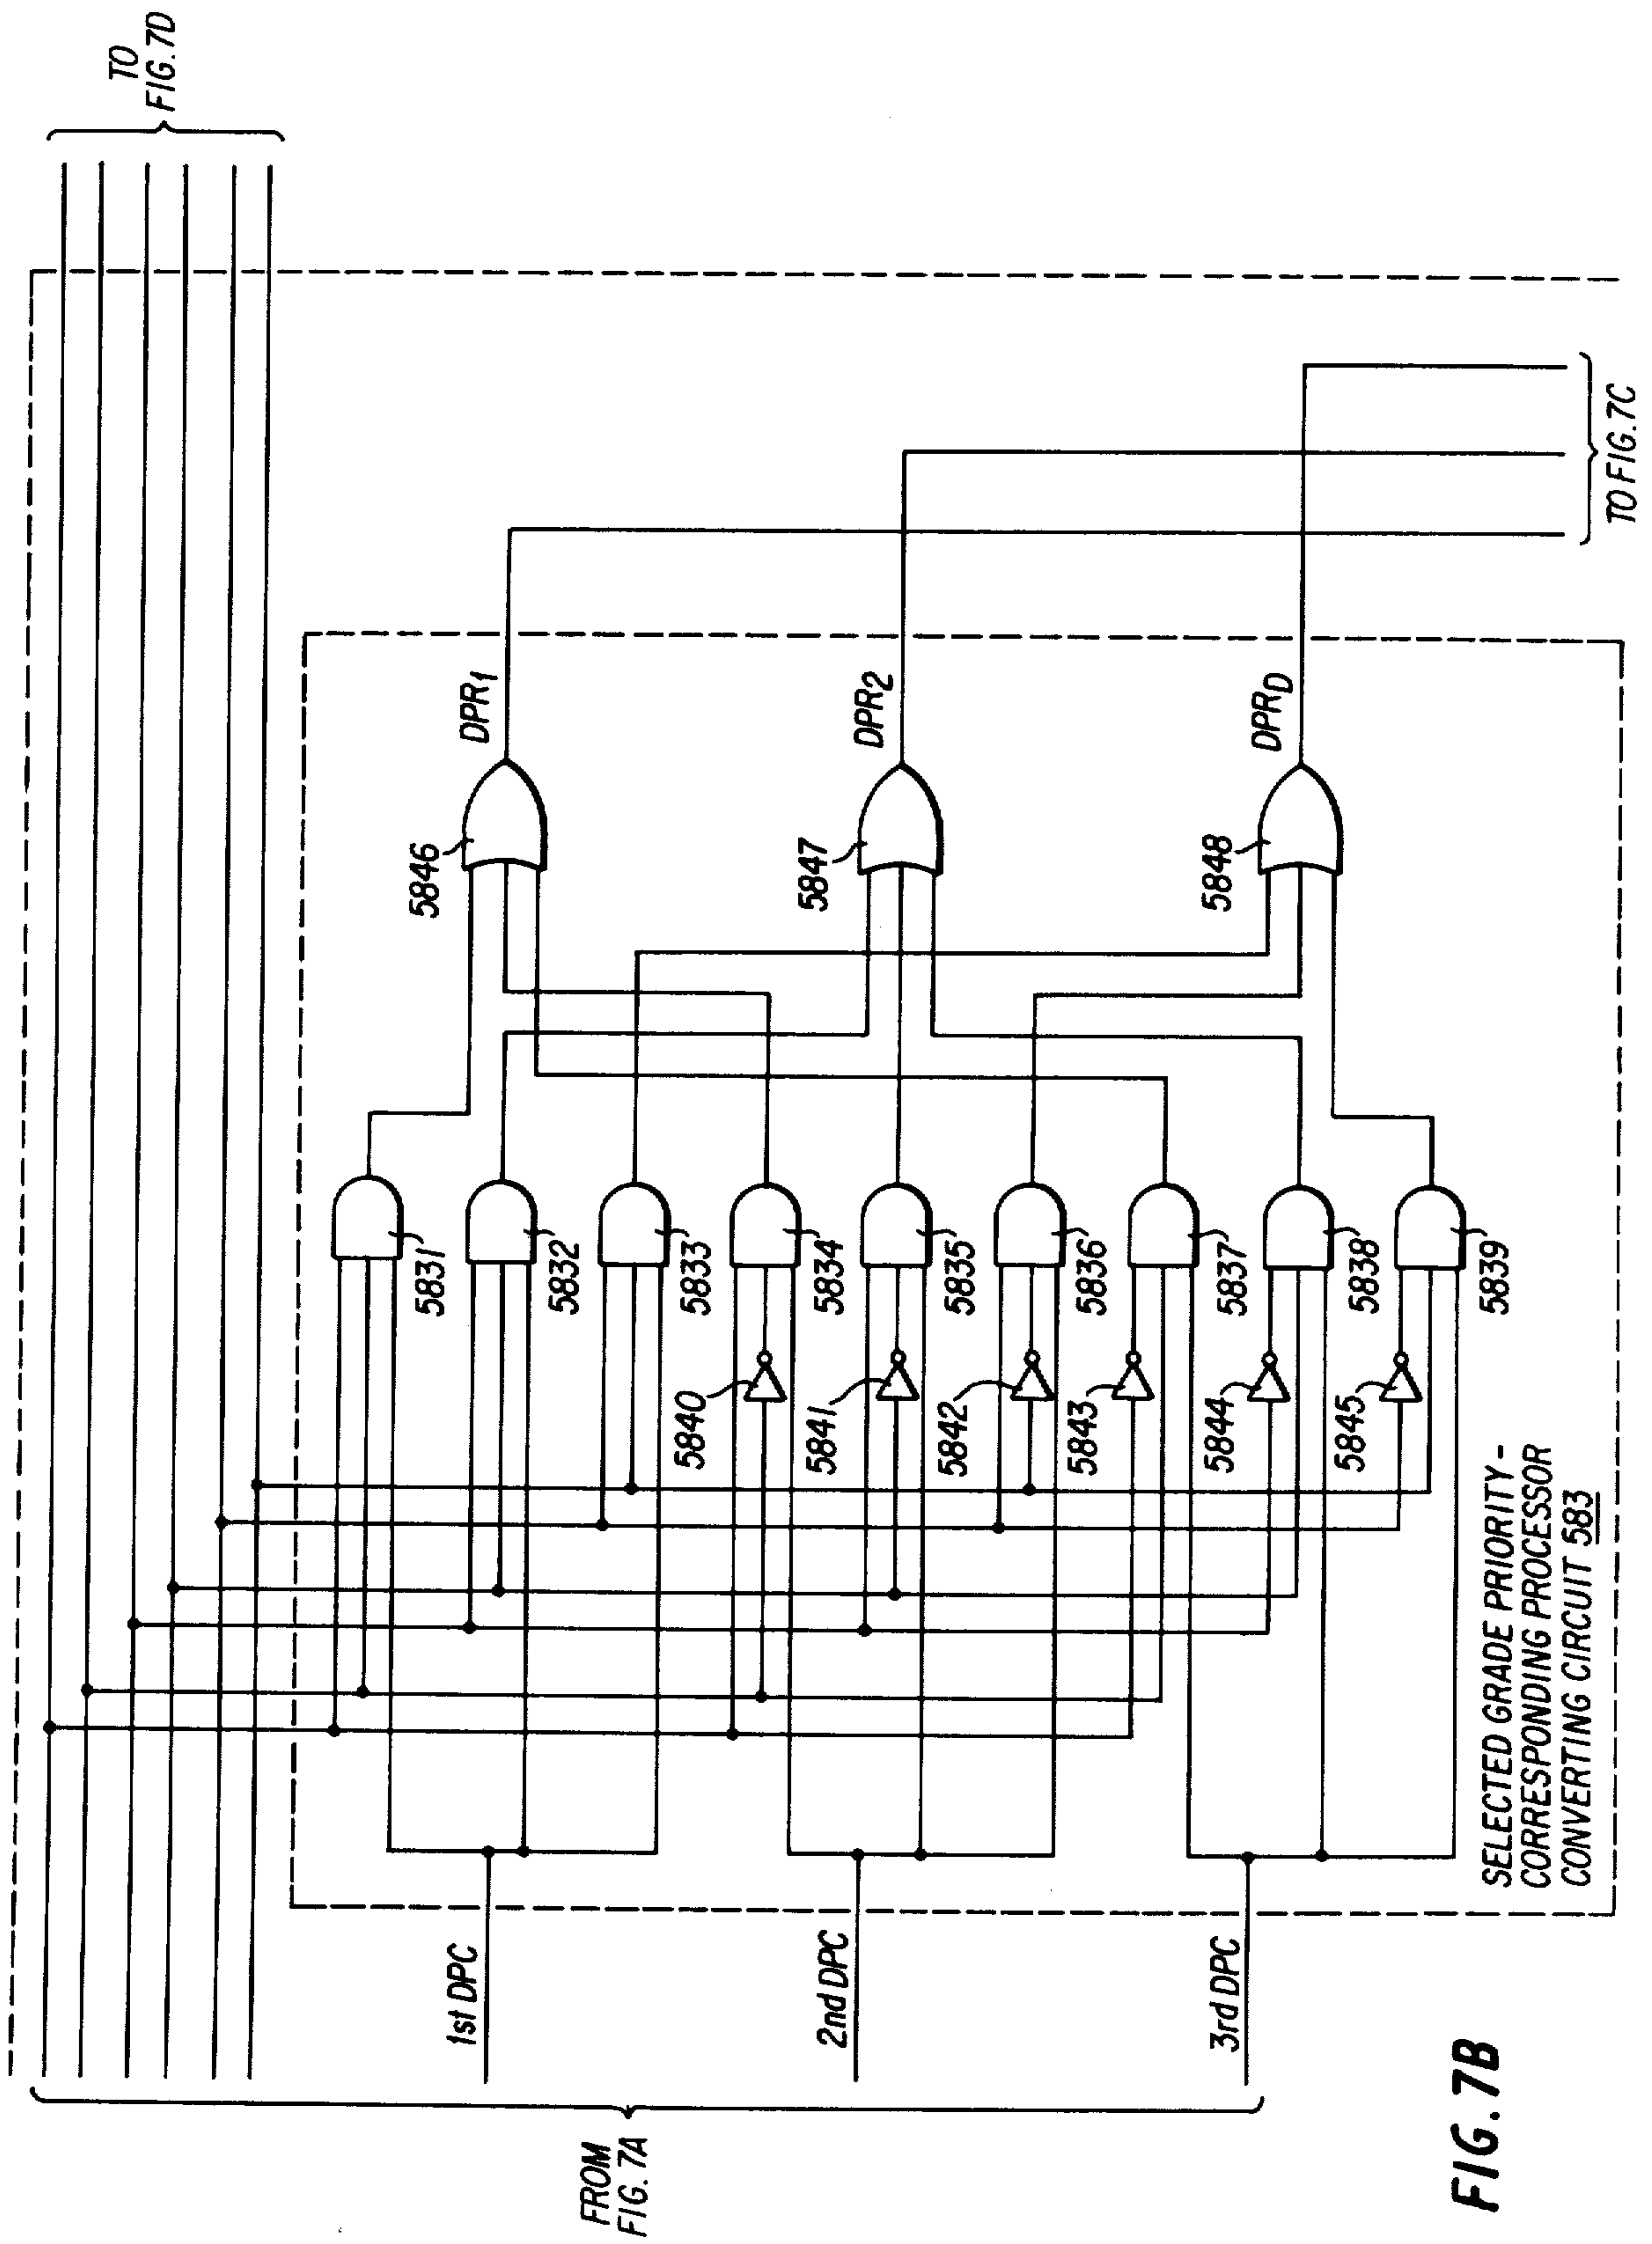 TO
FIG. 7D
FROM
FIG. 7A
1st DPC
2nd DPC
3rd DPC
5831
5832
5833
5834
5835
5836
5837
5838
5839
5840
5841
5842
5843
5844
5845
5846
5847
5848
DPR1
DPR2
DPRD
TO FIG. 7C
SELECTED GRADE PRIORITY-
CORRESPONDING PROCESSOR
CONVERTING CIRCUIT 583
FIG. 7B